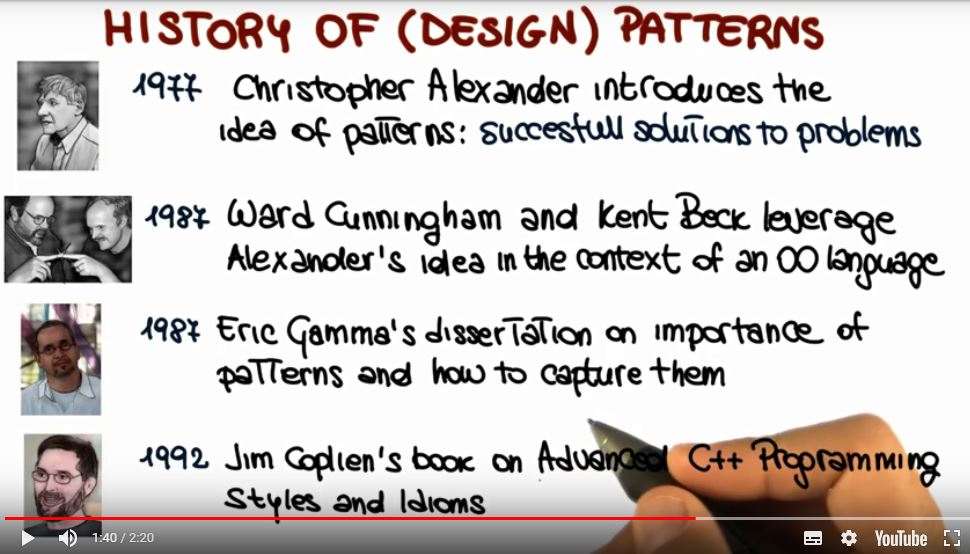 HISTORY OF (DESIGN) PATTERNS
1977 Christopher Alexander introduces the
idea of patterns: succesfull solutions to problems
1987 Ward Cunningham and Kent Beck leverage
Alexander's idea in the context of an OO language
1987 Eric Gamma's dissertation on importance of
patterns and how to capture them
1992 Jim Coplien's book on Advanced C++ Programming
Styles and Idioms
1:40 / 2:20
YouTube